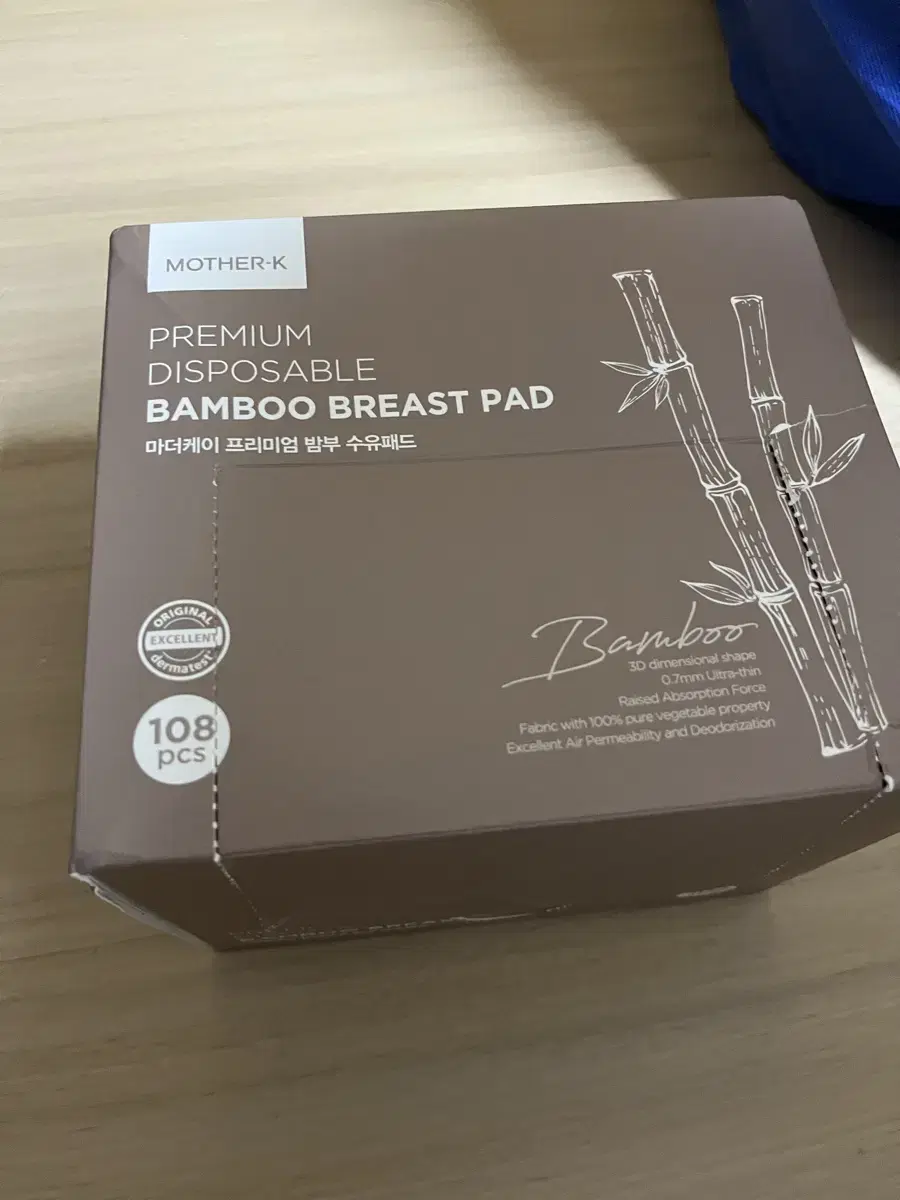 MOTHER-K
PREMIUM
DISPOSABLE
BAMBOO BREAST PAD
마더케이 프리미엄 밤부 수유패드
ORIGINAL
EXCELLENT
dermatest
108
pcs
Bamboo
3D dimensional shape
0.7mm Ultra-thin
Raised Absorption Force
Fabric with 100% pure vegetable property
Excellent Air Permeability and Deodorization